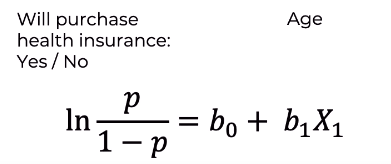 Will purchase Age
health insurance:
Yes / No
ln p / 1 − p = b₀ + b₁X₁